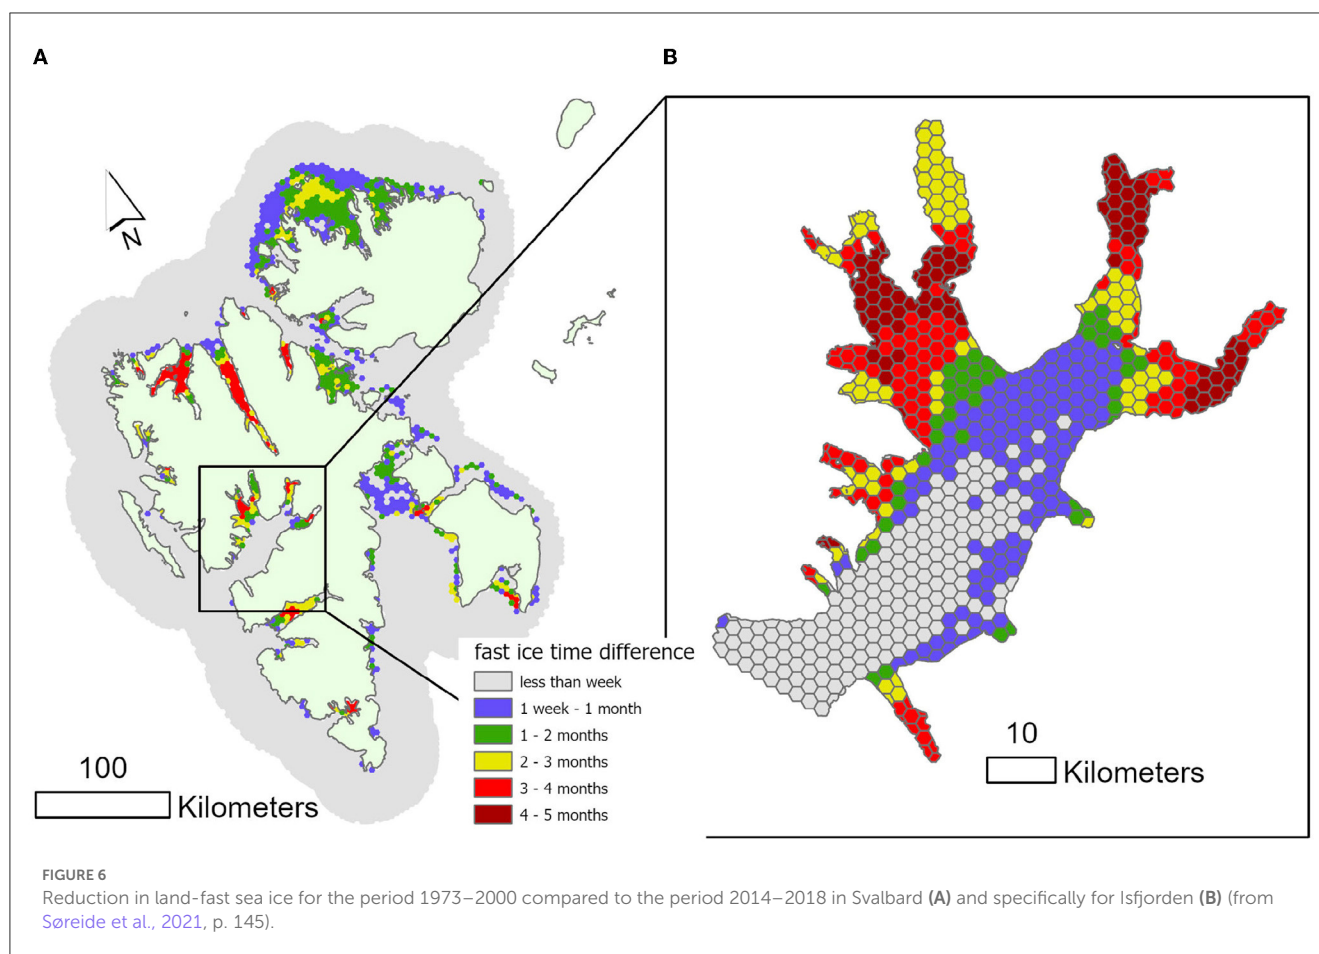 A
B
N
fast ice time difference
less than week
1 week - 1 month
1 - 2 months
2 - 3 months
3 - 4 months
4 - 5 months
100
Kilometers
10
Kilometers
FIGURE 6
Reduction in land-fast sea ice for the period 1973–2000 compared to the period 2014–2018 in Svalbard (A) and specifically for Isfjorden (B) (from
Søreide et al., 2021, p. 145).